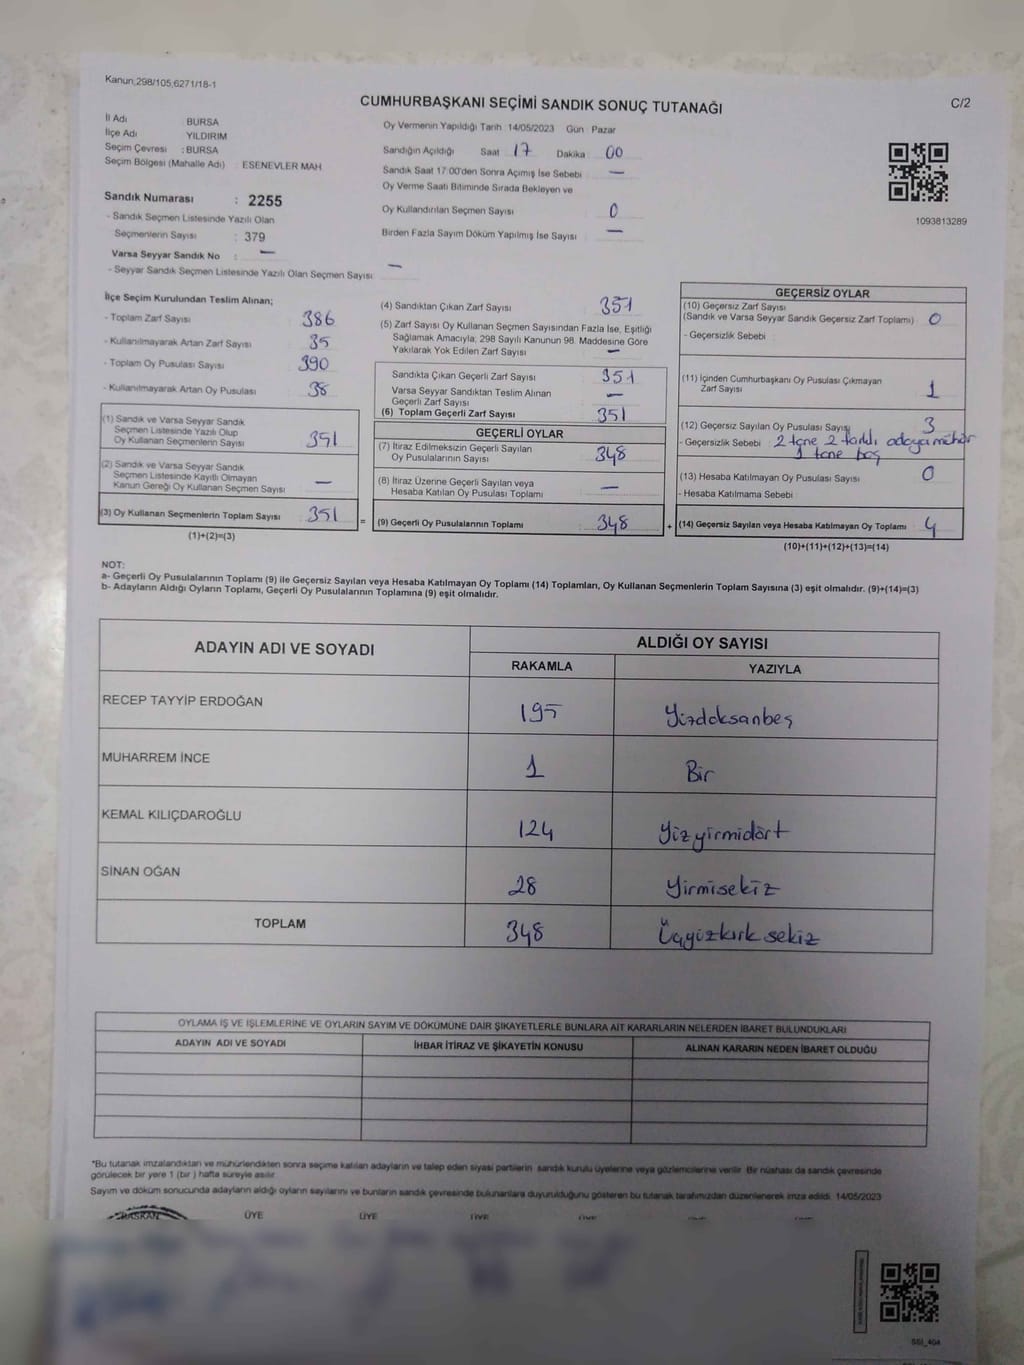 Kanun,298/105,6271/18-1
CUMHURBAŞKANI SEÇİMİ SANDIK SONUÇ TUTANAĞI
C/2
İl Adı BURSA
İlçe Adı YILDIRIM
Seçim Çevresi : BURSA
Seçim Bölgesi (Mahalle Adı) ESENEVLER MAH
Sandık Numarası : 2255
- Sandık Seçmen Listesinde Yazılı Olan
Seçmenlerin Sayısı : 379
Varsa Seyyar Sandık No : —
- Seyyar Sandık Seçmen Listesinde Yazılı Olan Seçmen Sayısı —
Oy Vermenin Yapıldığı Tarih 14/05/2023 Gün Pazar
Sandığın Açıldığı Saat 17 Dakika 00
Sandık Saat 17:00'den Sonra Açımış İse Sebebi —
Oy Verme Saati Bitiminde Sırada Bekleyen ve
Oy Kullandırılan Seçmen Sayısı 0
Birden Fazla Sayım Döküm Yapılmış İse Sayısı —
1093813289
İlçe Seçim Kurulundan Teslim Alınan;
- Toplam Zarf Sayısı 386
- Kullanılmayarak Artan Zarf Sayısı 35
- Toplam Oy Pusulası Sayısı 390
- Kullanılmayarak Artan Oy Pusulası 38
(1) Sandık ve Varsa Seyyar Sandık
Seçmen Listesinde Yazılı Olup
Oy Kullanan Seçmenlerin Sayısı 351
(2) Sandık ve Varsa Seyyar Sandık
Seçmen Listesinde Kayıtlı Olmayan
Kanun Gereği Oy Kullanan Seçmen Sayısı —
(3) Oy Kullanan Seçmenlerin Toplam Sayısı 351 =
(1)+(2)=(3)
(4) Sandıktan Çıkan Zarf Sayısı 351
(5) Zarf Sayısı Oy Kullanan Seçmen Sayısından Fazla İse, Eşitliği
Sağlamak Amacıyla, 298 Sayılı Kanunun 98. Maddesine Göre
Yakılarak Yok Edilen Zarf Sayısı —
Sandıkta Çıkan Geçerli Zarf Sayısı 351
Varsa Seyyar Sandıktan Teslim Alınan
Geçerli Zarf Sayısı —
(6) Toplam Geçerli Zarf Sayısı 351
GEÇERLİ OYLAR
(7) İtiraz Edilmeksizin Geçerli Sayılan
Oy Pusulalarının Sayısı 348
(8) İtiraz Üzerine Geçerli Sayılan veya
Hesaba Katılan Oy Pusulası Toplamı —
(9) Geçerli Oy Pusulalarının Toplamı : 348 +
GEÇERSİZ OYLAR
(10) Geçersiz Zarf Sayısı
(Sandık ve Varsa Seyyar Sandık Geçersiz Zarf Toplamı) 0
- Geçersizlik Sebebi
(11) İçinden Cumhurbaşkanı Oy Pusulası Çıkmayan
Zarf Sayısı 1
(12) Geçersiz Sayılan Oy Pusulası Sayısı 3
- Geçersizlik Sebebi 2 tane 2 farklı adaya mühür
1 tane boş
(13) Hesaba Katılmayan Oy Pusulası Sayısı 0
- Hesaba Katılmama Sebebi
(14) Geçersiz Sayılan veya Hesaba Katılmayan Oy Toplamı 4
(10)+(11)+(12)+(13)=(14)
NOT:
a- Geçerli Oy Pusulalarının Toplamı (9) ile Geçersiz Sayılan veya Hesaba Katılmayan Oy Toplamı (14) Toplamları, Oy Kullanan Seçmenlerin Toplam Sayısına (3) eşit olmalıdır. (9)+(14)=(3)
b- Adayların Aldığı Oyların Toplamı, Geçerli Oy Pusulalarının Toplamına (9) eşit olmalıdır.
ADAYIN ADI VE SOYADI ALDIĞI OY SAYISI
RAKAMLA YAZIYLA
RECEP TAYYİP ERDOĞAN 195 Yüzdoksanbeş
MUHARREM İNCE 1 Bir
KEMAL KILIÇDAROĞLU 124 Yüzyirmidört
SİNAN OĞAN 28 Yirmisekiz
TOPLAM 348 Üçyüzkırk sekiz
OYLAMA İŞ VE İŞLEMLERİNE VE OYLARIN SAYIM VE DÖKÜMÜNE DAİR ŞİKAYETLERLE BUNLARA AİT KARARLARIN NELERDEN İBARET BULUNDUKLARI
ADAYIN ADI VE SOYADI İHBAR İTİRAZ VE ŞİKAYETİN KONUSU ALINAN KARARIN NEDEN İBARET OLDUĞU
*Bu tutanak imzalandıktan ve mühürlendikten sonra seçime katılan adayların ve talep eden siyasi partilerin sandık kurulu üyelerine veya gözlemcilerine verilir. Bir nüshası da sandık çevresinde
görülecek bir yere 1 (bir ) hafta süreyle asılır.
Sayım ve döküm sonucunda adayların aldığı oyların sayılarını ve bunların sandık çevresinde bulunanlara duyurulduğunu gösteren bu tutanak tarafımızdan düzenlenerek imza edildi. 14/05/2023
BAŞKAN ÜYE ÜYE ÜYE ÜYE